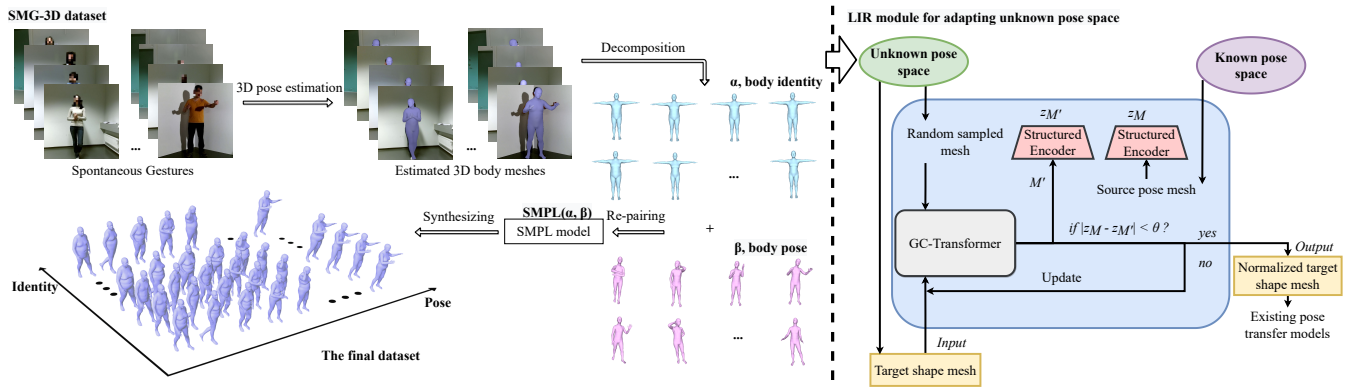 SMG-3D dataset
3D pose estimation
...
...
Spontaneous Gestures
Estimated 3D body meshes
Decomposition
α, body identity
...
+
β, body pose
...
Re-pairing
SMPL(α, β)
SMPL model
Synthesizing
Identity
Pose
The final dataset
LIR module for adapting unknown pose space
Unknown pose
space
Known pose
space
Random sampled
mesh
zM'
Structured
Encoder
zM
Structured
Encoder
M'
Source pose mesh
GC-Transformer
if |zM - zM'| < θ ?
yes
no
Update
Output
Normalized target
shape mesh
Existing pose
transfer models
Input
Target shape mesh